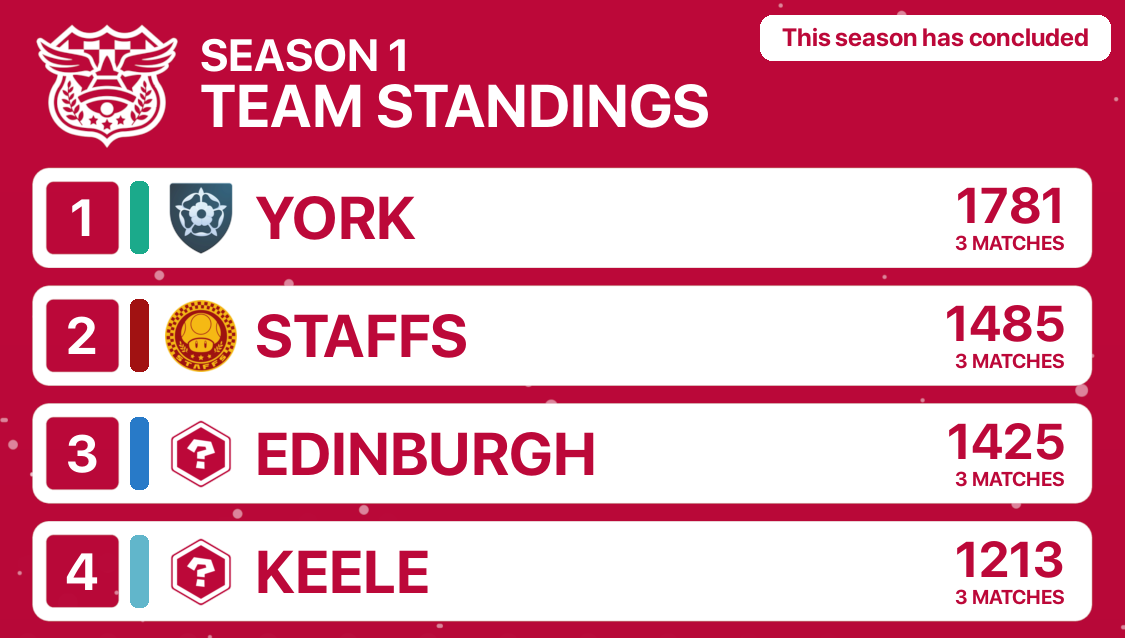 SEASON 1
TEAM STANDINGS
This season has concluded
1
YORK
1781
3 MATCHES
2
STAFFS
STAFFS
1485
3 MATCHES
3
?
EDINBURGH
1425
3 MATCHES
4
?
KEELE
1213
3 MATCHES